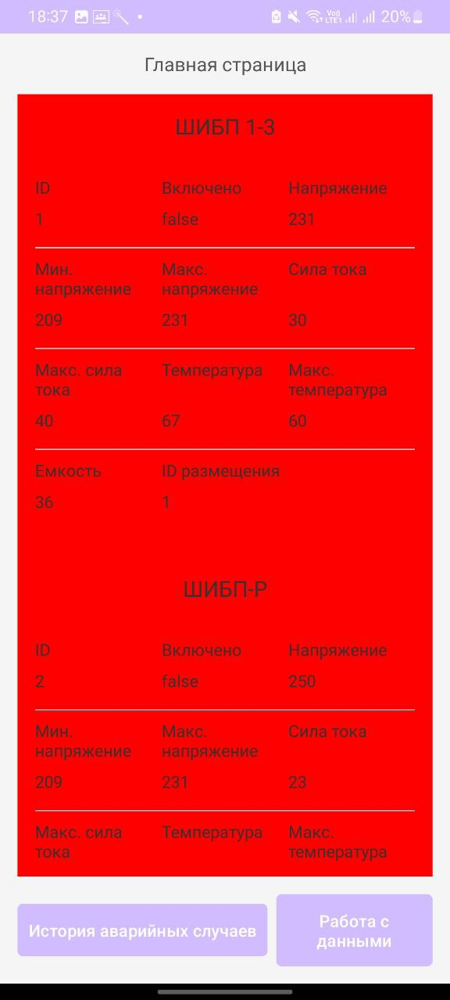 18:37 Vo) LTE1 20%
Главная страница
ШИБП 1-3
ID Включено Напряжение
1 false 231
Мин. Макс. Сила тока
напряжение напряжение
209 231 30
Макс. сила Температура Макс.
тока температура
40 67 60
Емкость ID размещения
36 1
ШИБП-Р
ID Включено Напряжение
2 false 250
Мин. Макс. Сила тока
напряжение напряжение
209 231 23
Макс. сила Температура Макс.
тока температура
История аварийных случаев
Работа с
данными